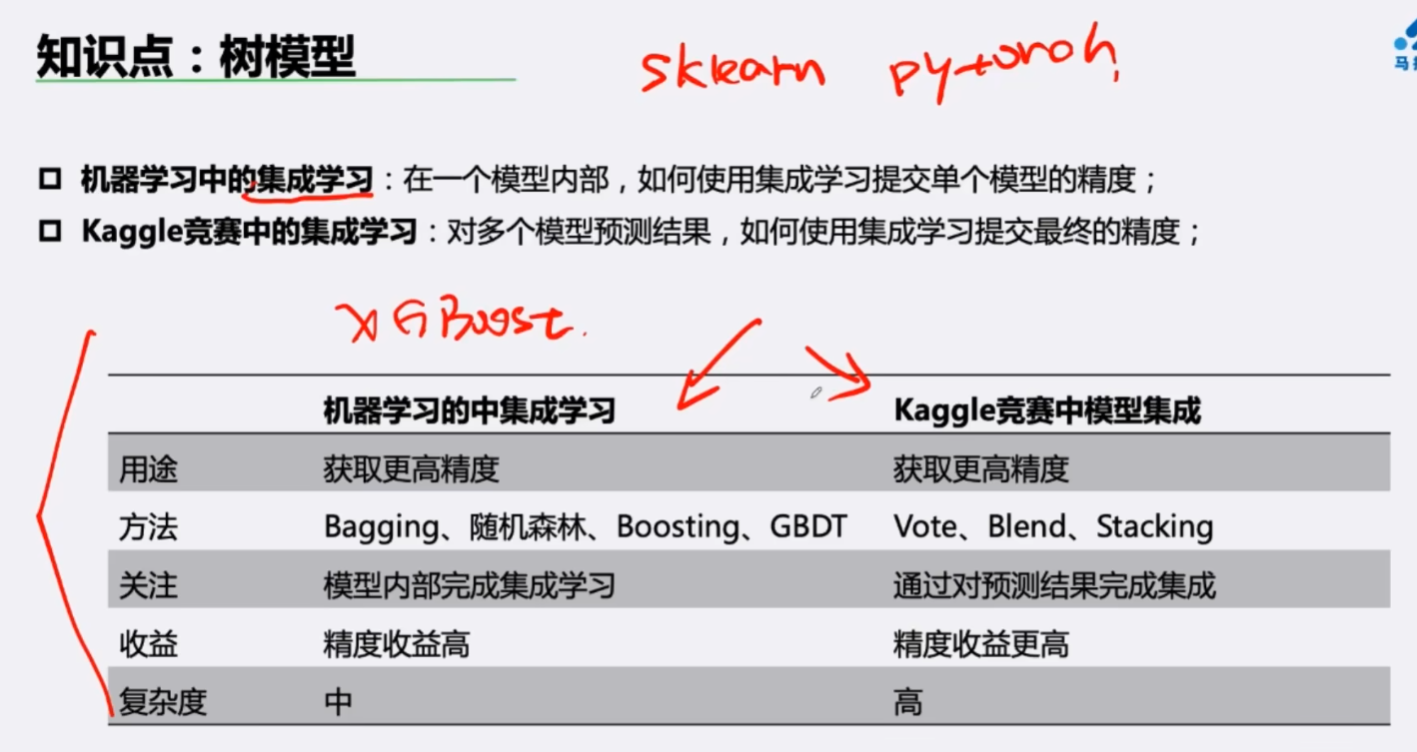 知识点：树模型
sklearn pytoroh
机器学习中的集成学习：在一个模型内部，如何使用集成学习提交单个模型的精度；
Kaggle竞赛中的集成学习：对多个模型预测结果，如何使用集成学习提交最终的精度；
XGBoost.
机器学习的中集成学习 Kaggle竞赛中模型集成
用途 获取更高精度 获取更高精度
方法 Bagging、随机森林、Boosting、GBDT Vote、Blend、Stacking
关注 模型内部完成集成学习 通过对预测结果完成集成
收益 精度收益高 精度收益更高
复杂度 中 高